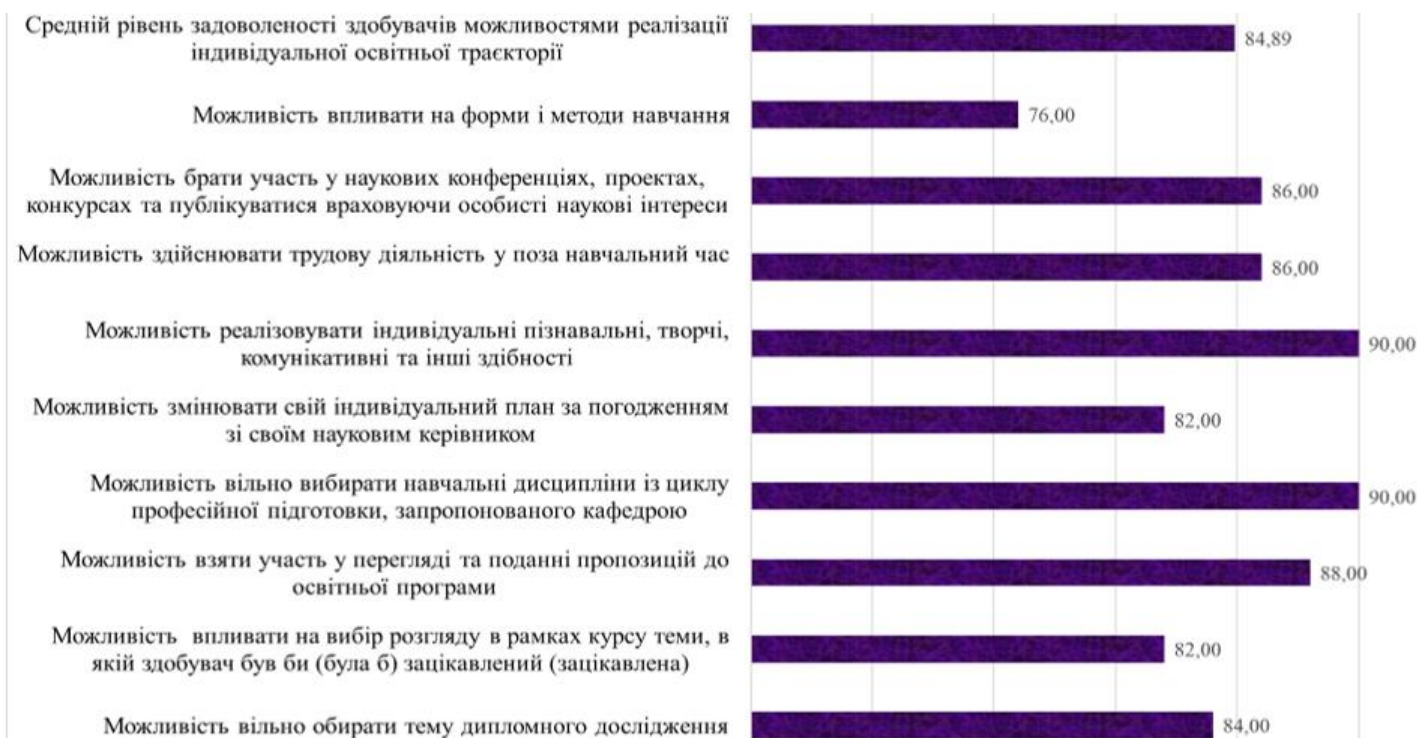 Средній рівень задоволеності здобувачів можливостями реалізації
індивідуальної освітньої траєкторії
84,89
Можливість впливати на форми і методи навчання
76,00
Можливість брати участь у наукових конференціях, проектах,
конкурсах та публікуватися враховуючи особисті наукові інтереси
86,00
Можливість здійснювати трудову діяльність у поза навчальний час
86,00
Можливість реалізовувати індивідуальні пізнавальні, творчі,
комунікативні та інші здібності
90,00
Можливість змінювати свій індивідуальний план за погодженням
зі своїм науковим керівником
82,00
Можливість вільно вибирати навчальні дисципліни із циклу
професійної підготовки, запропонованого кафедрою
90,00
Можливість взяти участь у перегляді та поданні пропозицій до
освітньої програми
88,00
Можливість впливати на вибір розгляду в рамках курсу теми, в
якій здобувач був би (була б) зацікавлений (зацікавлена)
82,00
Можливість вільно обирати тему дипломного дослідження
84,00